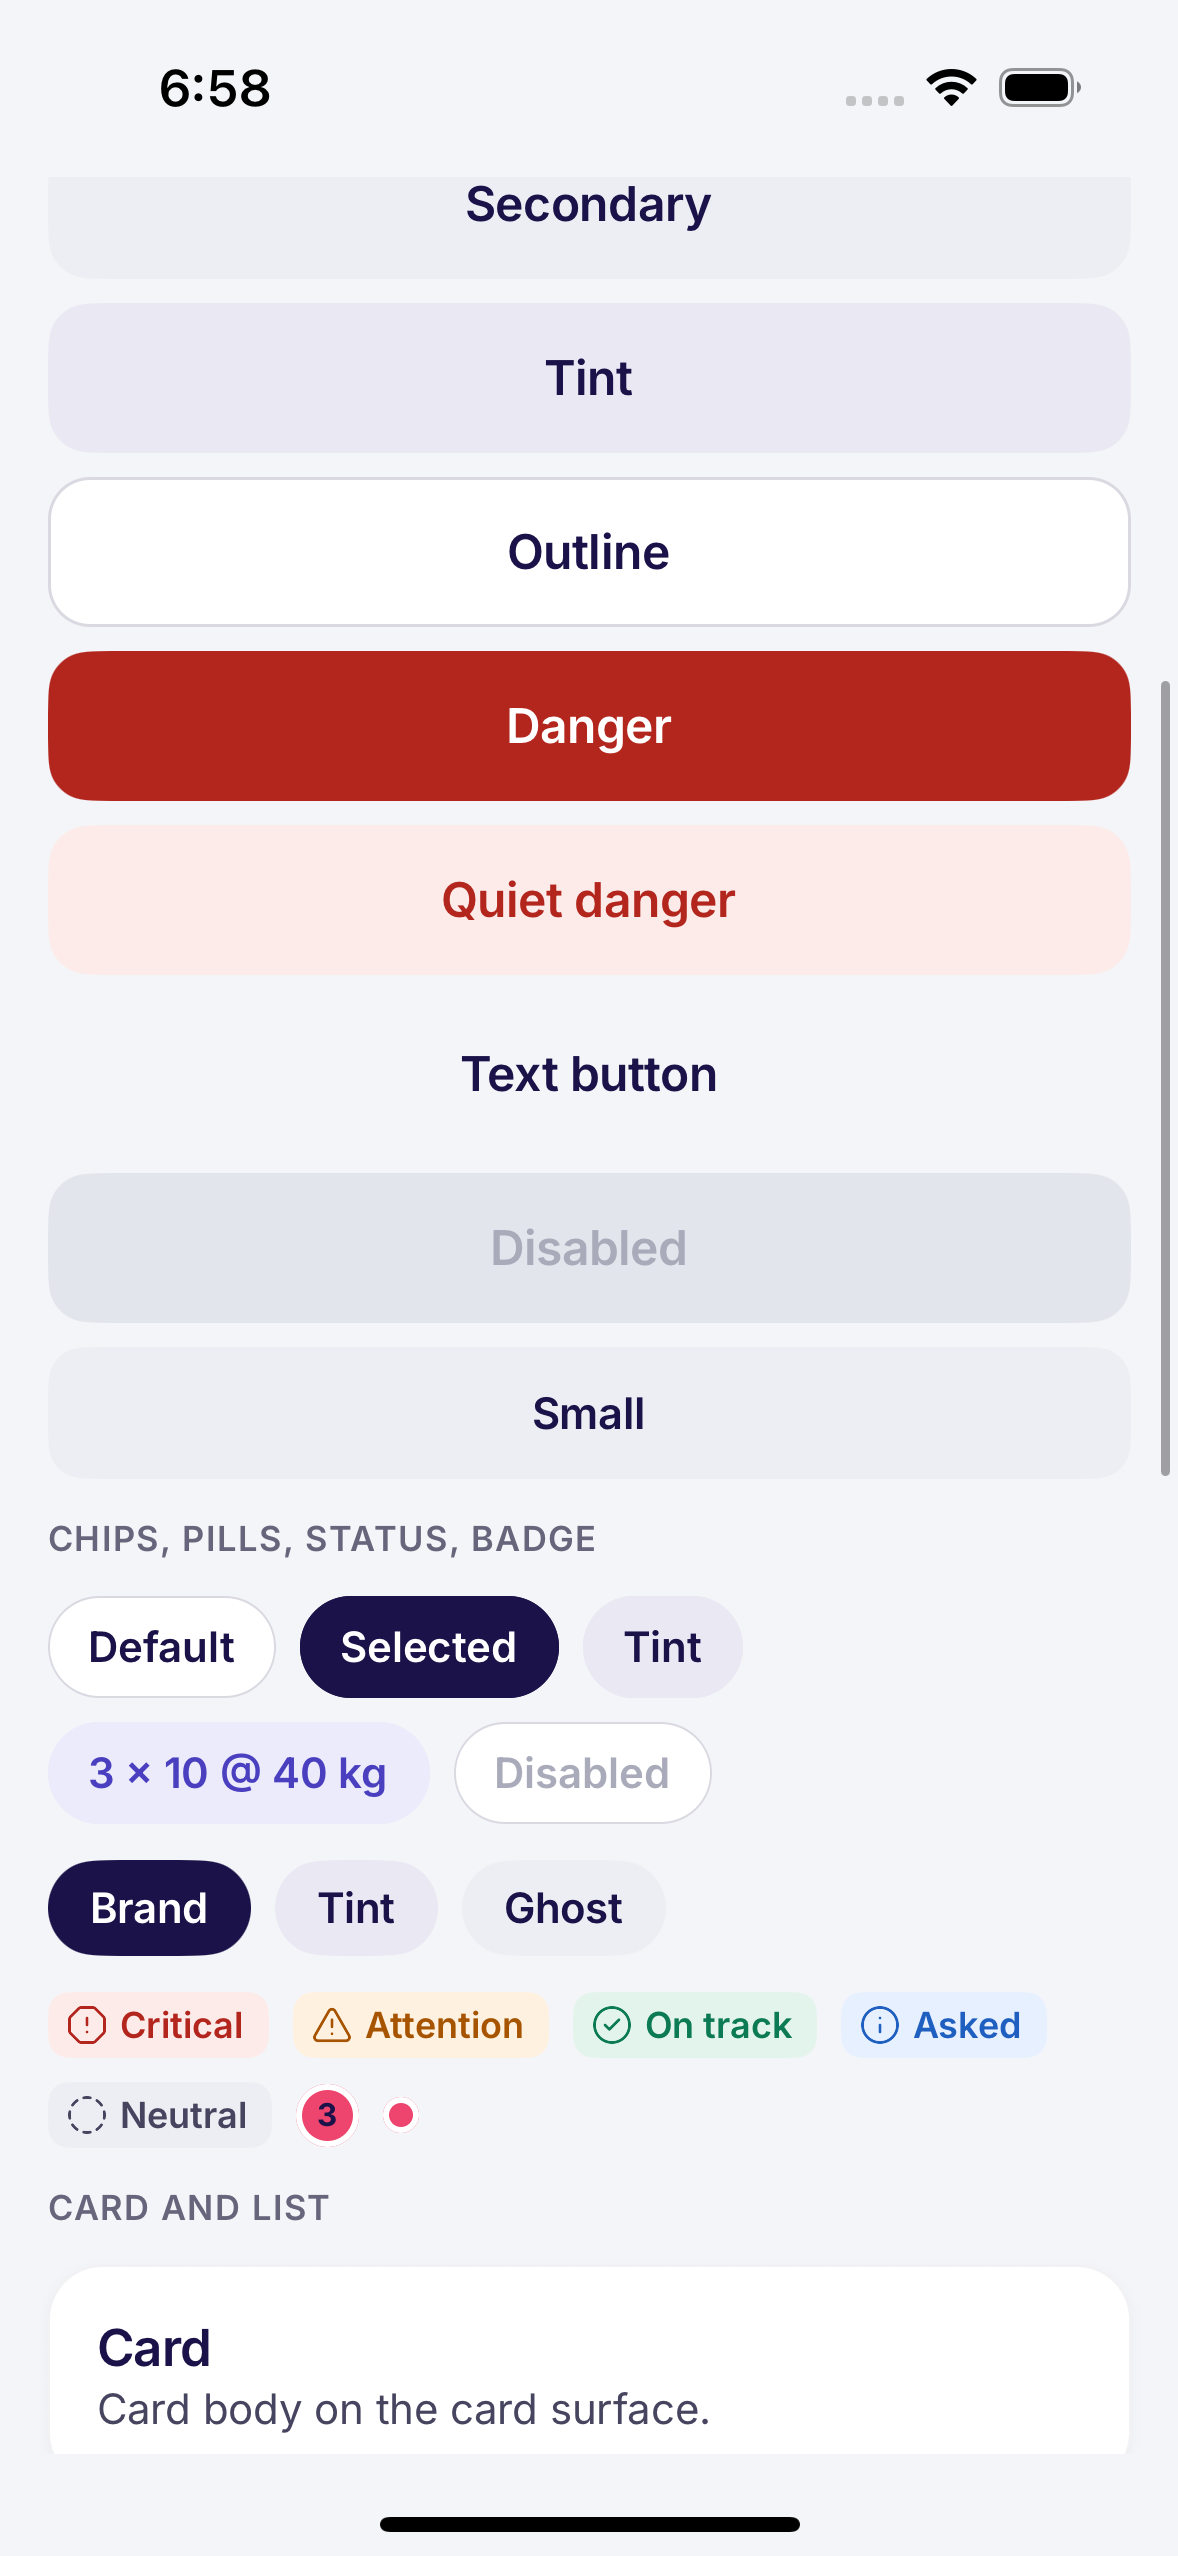 6:58
Secondary
Tint
Outline
Danger
Quiet danger
Text button
Disabled
Small
CHIPS, PILLS, STATUS, BADGE
Default Selected Tint
3 × 10 @ 40 kg Disabled
Brand Tint Ghost
Critical Attention On track Asked
Neutral 3
CARD AND LIST
Card
Card body on the card surface.